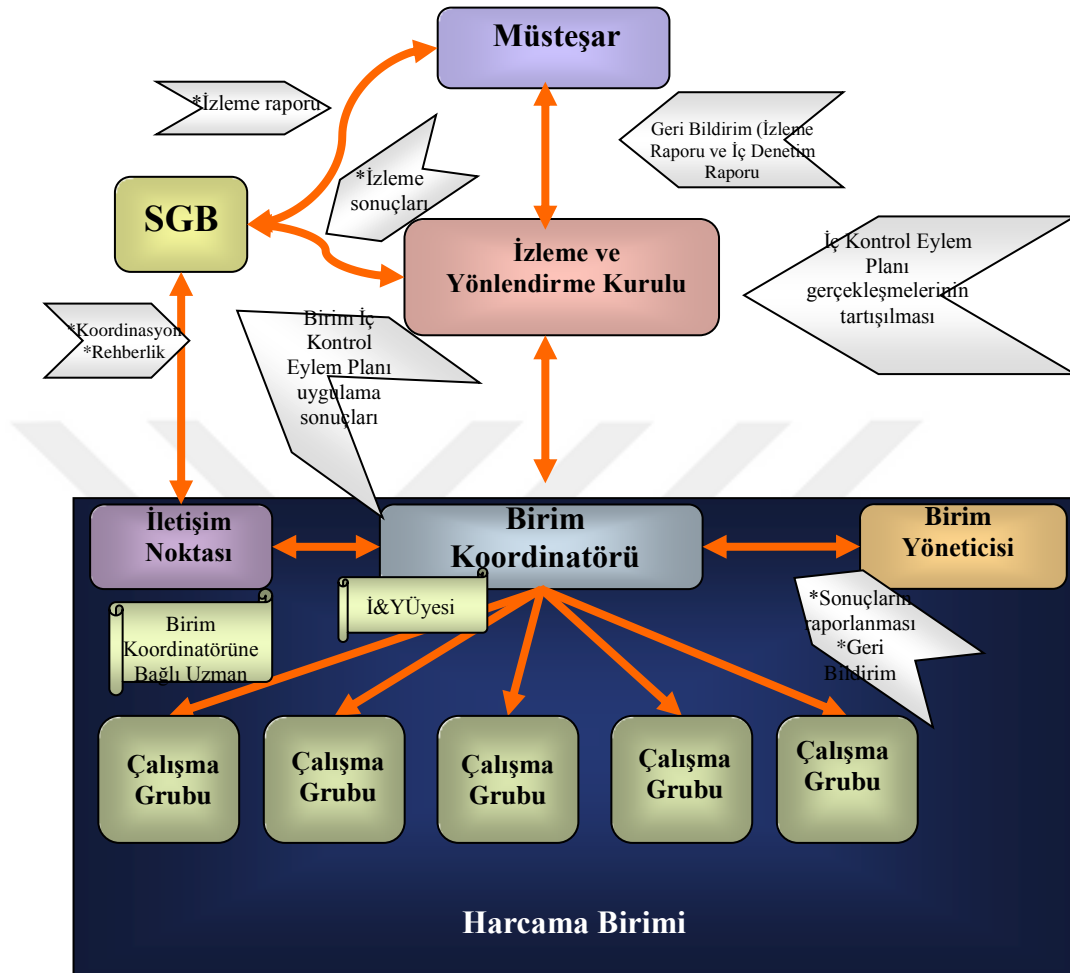 Müsteşar
*İzleme raporu
Geri Bildirim (İzleme
Raporu ve İç Denetim
Raporu
*İzleme
sonuçları
SGB
İzleme ve
Yönlendirme Kurulu
İç Kontrol Eylem
Planı
gerçekleşmelerinin
tartışılması
*Koordinasyon
*Rehberlik
Birim İç
Kontrol
Eylem Planı
uygulama
sonuçları
İletişim
Noktası
Birim
Koordinatörü
Birim
Yöneticisi
Birim
Koordinatörüne
Bağlı Uzman
İ&YÜyesi
*Sonuçların
raporlanması
*Geri
Bildirim
Çalışma
Grubu
Çalışma
Grubu
Çalışma
Grubu
Çalışma
Grubu
Çalışma
Grubu
Harcama Birimi